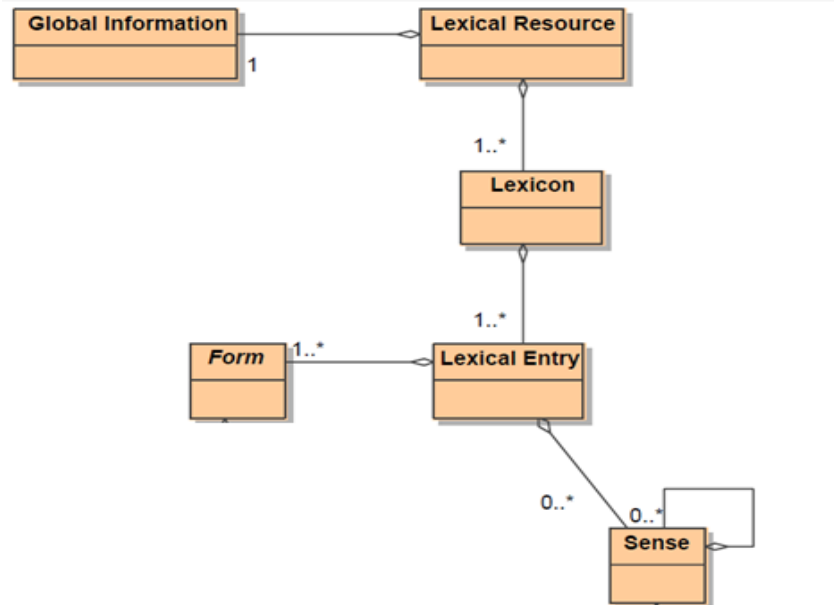 Global Information
Lexical Resource
1
1..*
Lexicon
1..*
Form
1..*
Lexical Entry
0..*
0..*
Sense